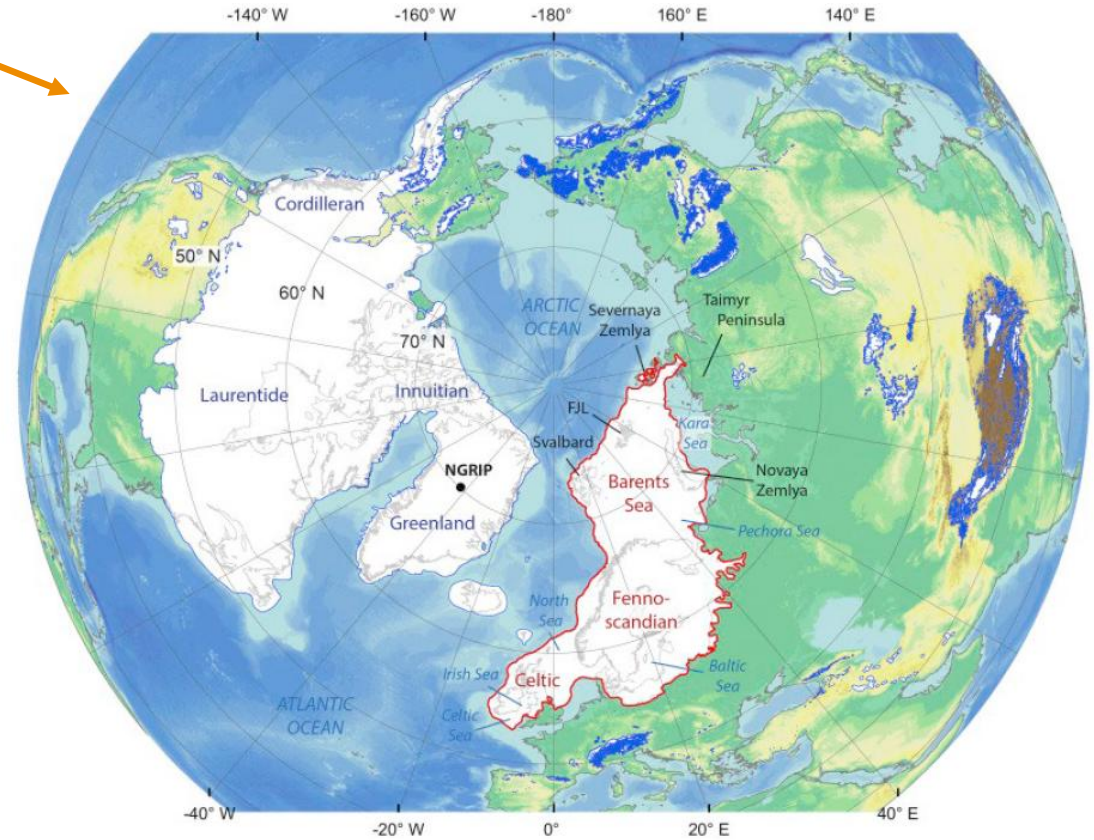 -140° W
-160° W
-180°
160° E
140° E
Cordilleran
50° N
60° N
70° N
ARCTIC
OCEAN
Severnaya
Zemlya
Taimyr
Peninsula
Laurentide
Innuitian
FJL
Kara
Sea
Svalbard
NGRIP
Barents
Sea
Novaya
Zemlya
Greenland
Pechora Sea
North
Sea
Fenno-
scandian
Irish Sea
Celtic
Baltic
Sea
ATLANTIC
OCEAN
Celtic
Sea
-40° W
-20° W
0°
20° E
40° E